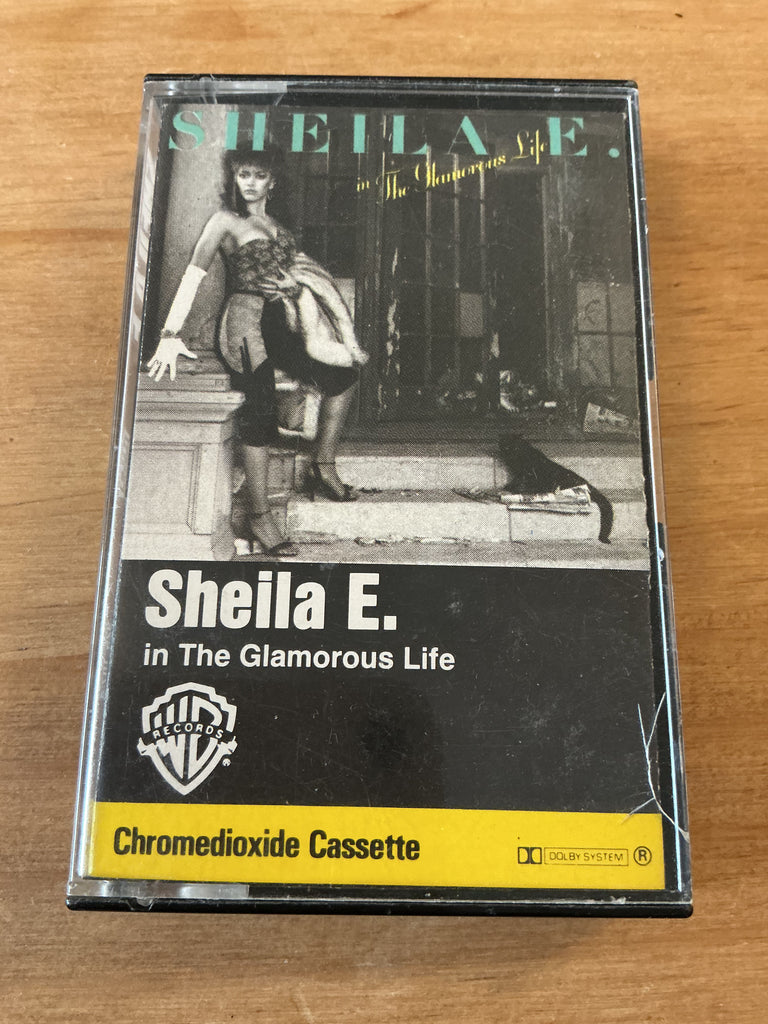 SHEILA E.
in The Glamorous Life
Sheila E.
in The Glamorous Life
WB
RECORDS
®
Chromedioxide Cassette
DOLBY SYSTEM ®